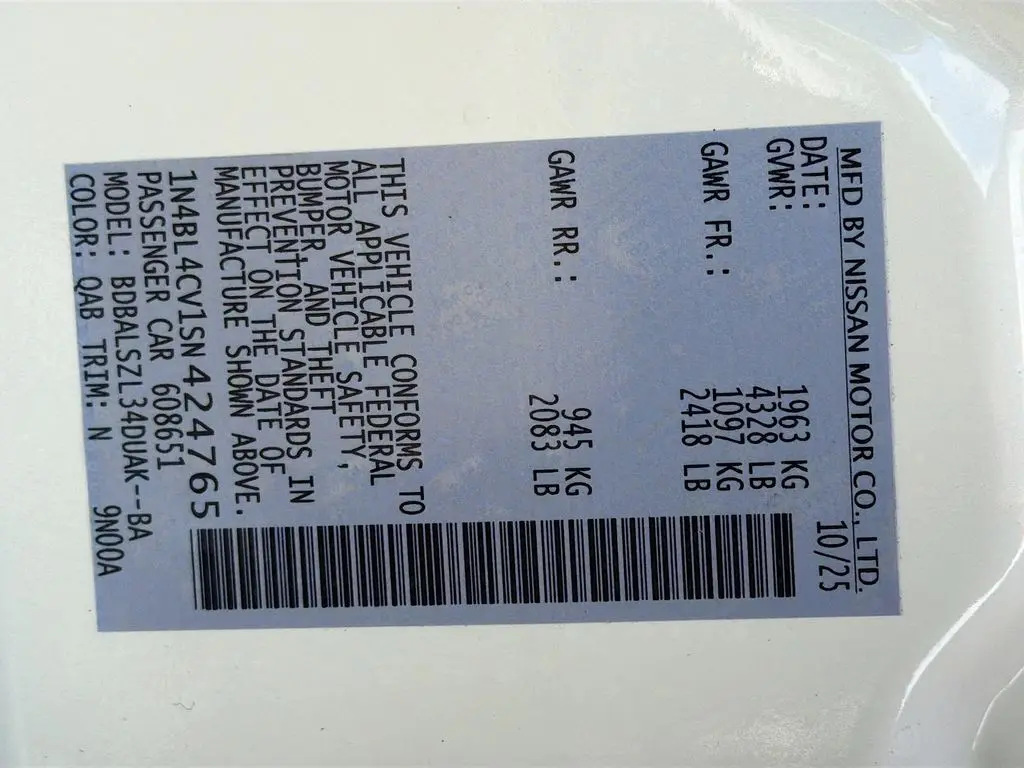 MFD BY NISSAN MOTOR CO., LTD.
DATE: 10/25
GVWR: 1963 KG
4328 LB
GAWR FR.: 1097 KG
2418 LB
GAWR RR.: 945 KG
2083 LB
THIS VEHICLE CONFORMS TO
ALL APPLICABLE FEDERAL
MOTOR VEHICLE SAFETY,
BUMPER, AND THEFT
PREVENTION STANDARDS IN
EFFECT ON THE DATE OF
MANUFACTURE SHOWN ABOVE.
1N4BL4CV1SN424765
PASSENGER CAR 608651
MODEL: BDBALSZL34DUAK--BA
COLOR: QAB TRIM: N 9N00A